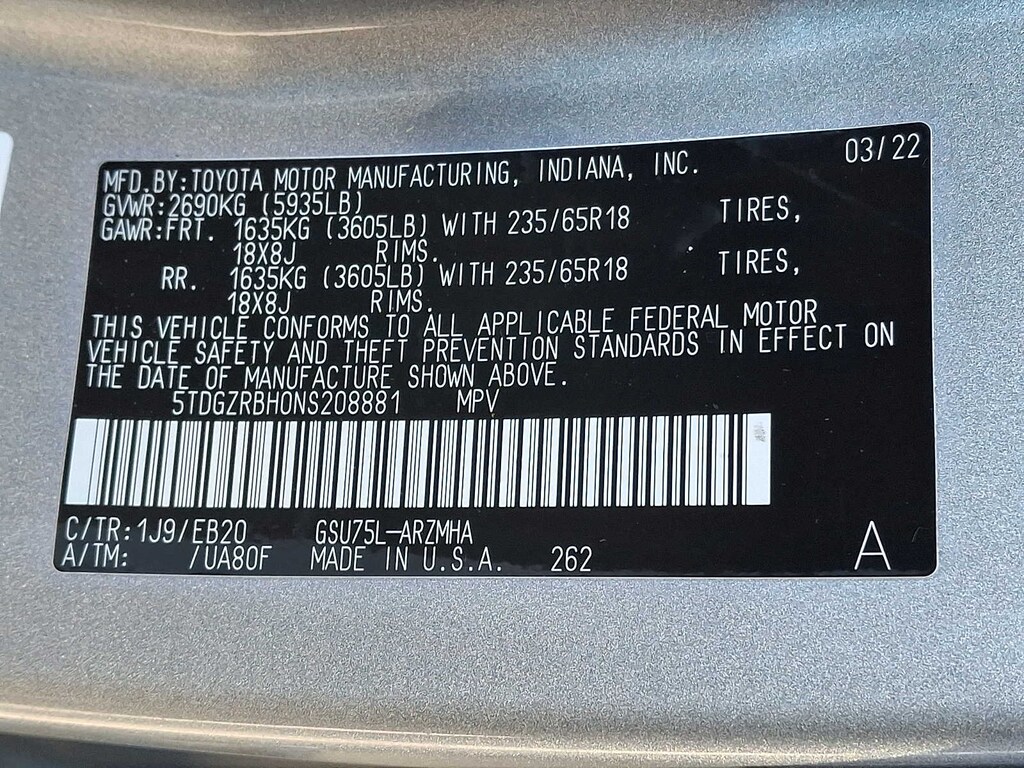 03/22
MFD.BY:TOYOTA MOTOR MANUFACTURING, INDIANA, INC.
GVWR:2690KG (5935LB)
GAWR:FRT. 1635KG (3605LB) WITH 235/65R18 TIRES,
18X8J RIMS.
RR. 1635KG (3605LB) WITH 235/65R18 TIRES,
18X8J RIMS.
THIS VEHICLE CONFORMS TO ALL APPLICABLE FEDERAL MOTOR
VEHICLE SAFETY AND THEFT PREVENTION STANDARDS IN EFFECT ON
THE DATE OF MANUFACTURE SHOWN ABOVE.
5TDGZRBH0NS208881 MPV
C/TR:1J9/EB20 GSU75L-ARZMHA
A/TM: /UA80F MADE IN U.S.A. 262 A